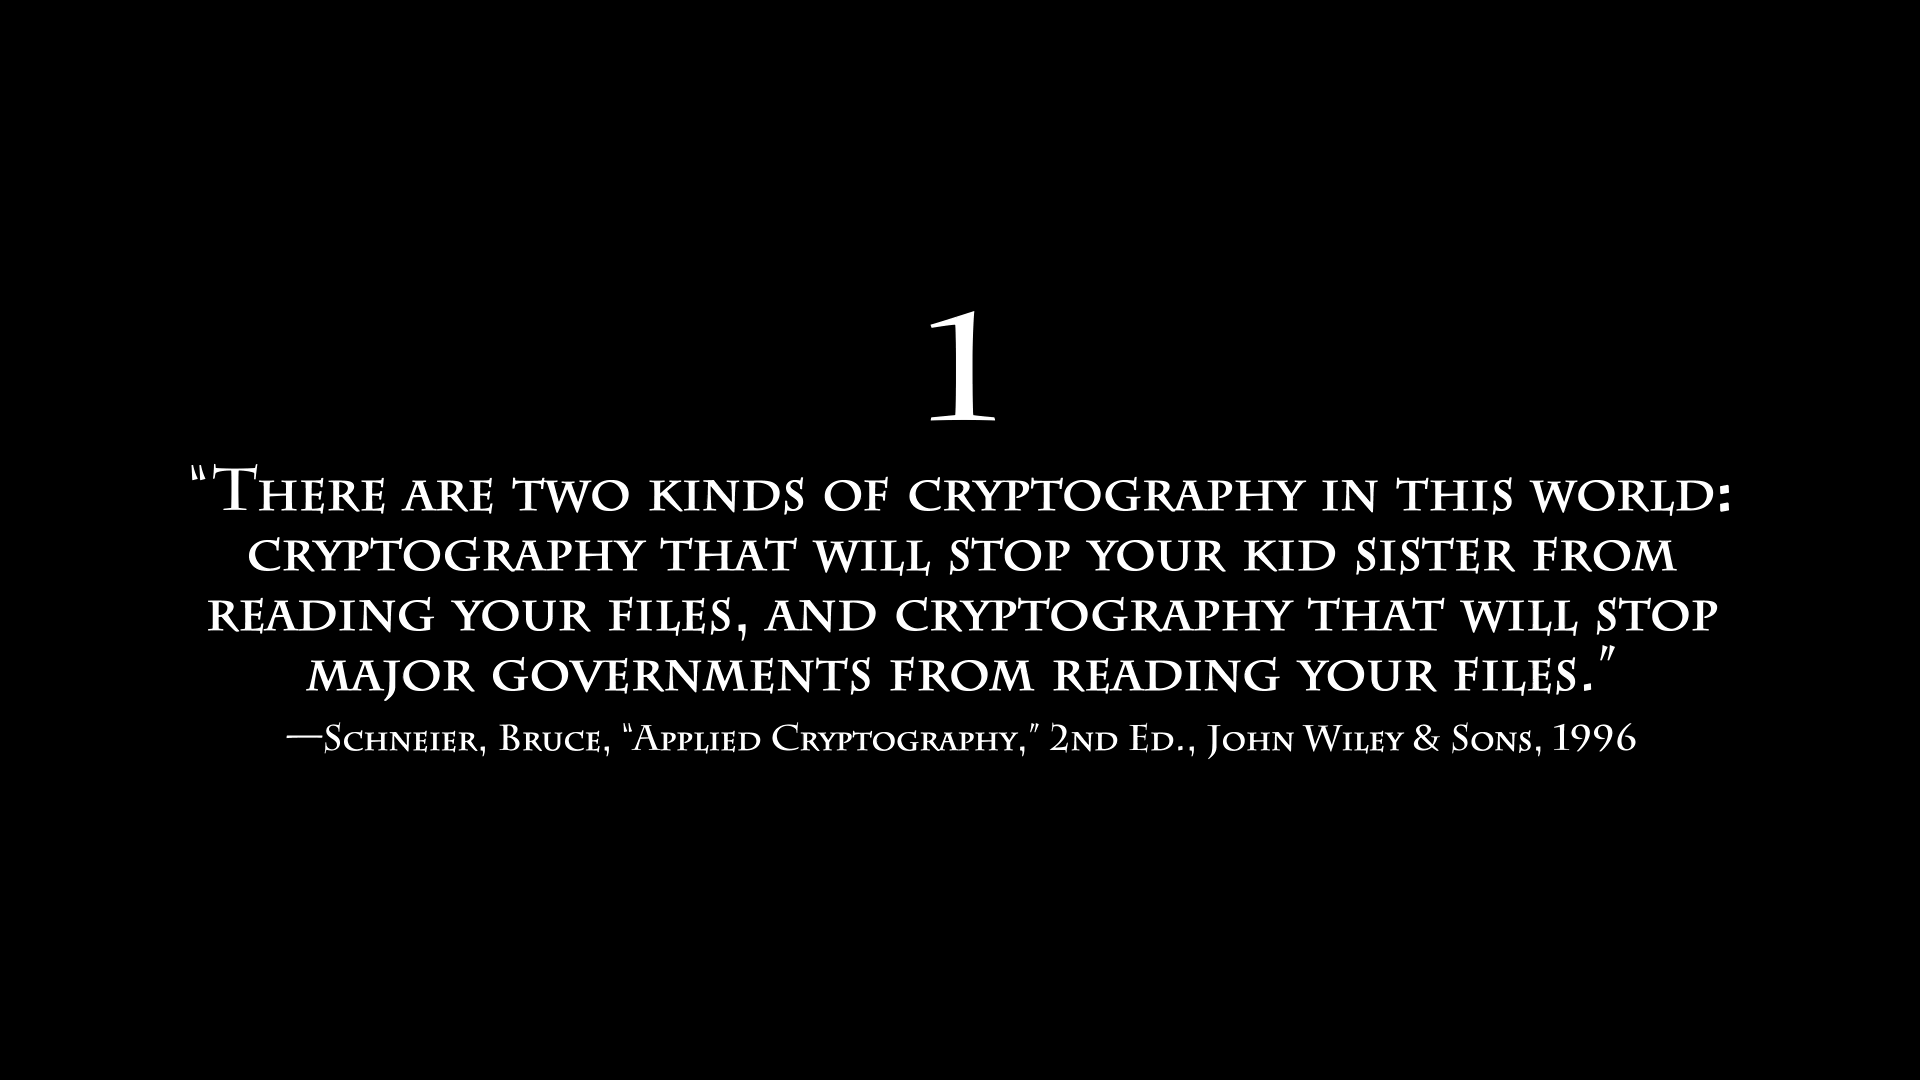 1
“There are two kinds of cryptography in this world:
cryptography that will stop your kid sister from
reading your files, and cryptography that will stop
major governments from reading your files.”
—Schneier, Bruce, “Applied Cryptography,” 2nd Ed., John Wiley & Sons, 1996